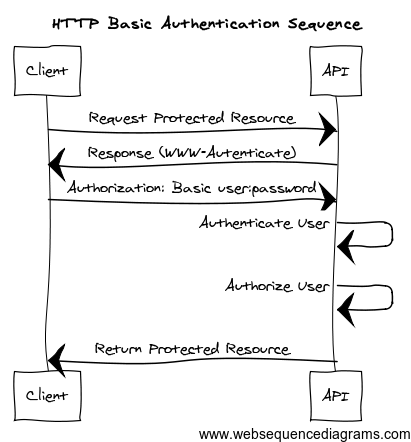 HTTP Basic Authentication Sequence
Client
API
Request Protected Resource
Response (WWW-Autenticate)
Authorization: Basic user:password
Authenticate User
Authorize User
Return Protected Resource
Client
API
www.websequencediagrams.com